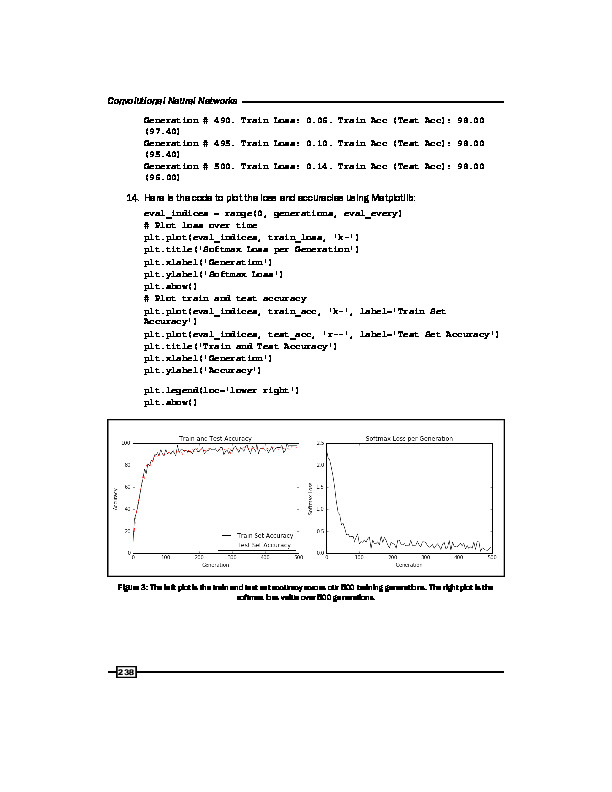 Convolutional Neural Networks
Generation # 490. Train Loss: 0.06. Train Acc (Test Acc): 98.00
(97.40)
Generation # 495. Train Loss: 0.10. Train Acc (Test Acc): 98.00
(95.40)
Generation # 500. Train Loss: 0.14. Train Acc (Test Acc): 98.00
(96.00)
14. Here is the code to plot the loss and accuracies using Matplotlib:
eval_indices = range(0, generations, eval_every)
# Plot loss over time
plt.plot(eval_indices, train_loss, 'k-')
plt.title('Softmax Loss per Generation')
plt.xlabel('Generation')
plt.ylabel('Softmax Loss')
plt.show()
# Plot train and test accuracy
plt.plot(eval_indices, train_acc, 'k-', label='Train Set
Accuracy')
plt.plot(eval_indices, test_acc, 'r--', label='Test Set Accuracy')
plt.title('Train and Test Accuracy')
plt.xlabel('Generation')
plt.ylabel('Accuracy')
plt.legend(loc='lower right')
plt.show()
Train and Test Accuracy
100
80
60
40
20
0
Accuracy
Train Set Accuracy
Test Set Accuracy
0 100 200 300 400 500
Generation
Softmax Loss per Generation
2.5
2.0
1.5
1.0
0.5
0.0
Softmax Loss
0 100 200 300 400 500
Generation
Figure 3: The left plot is the train and test set accuracy across our 500 training generations. The right plot is the
softmax loss value over 500 generations.
238